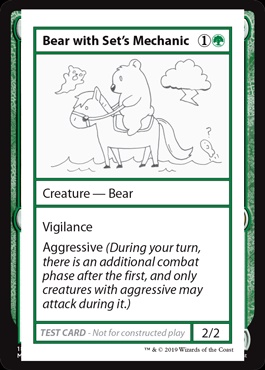 Bear with Set's Mechanic 1
?
Creature — Bear
Vigilance
Aggressive (During your turn,
there is an additional combat
phase after the first, and only
creatures with aggressive may
attack during it.)
TEST CARD - Not for constructed play 2/2
™ & © 2019 Wizards of the Coast